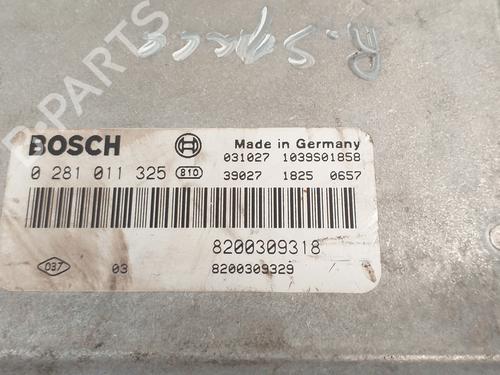 B-PARTS
BOSCH
Made in Germany
031027 1039S01858
0 281 011 325 810
39027 1825 0657
8200309318
037 03 8200309329